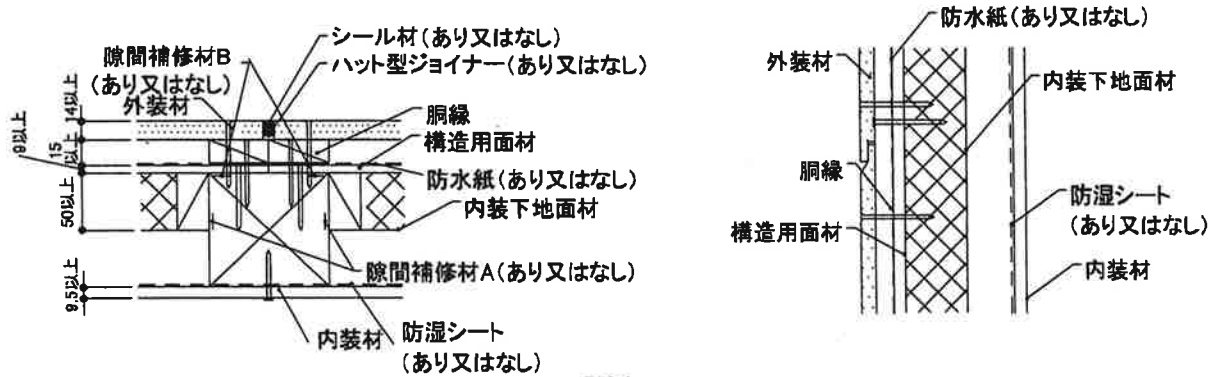 シール材(あり又はなし)
隙間補修材B
(あり又はなし)
ハット型ジョイナー(あり又はなし)
外装材
胴縁
構造用面材
防水紙(あり又はなし)
内装下地面材
隙間補修材A(あり又はなし)
内装材
防湿シート
(あり又はなし)
14以上
15
以上
9以上
50以上
9.5以上
防水紙(あり又はなし)
外装材
内装下地面材
胴縁
防湿シート
(あり又はなし)
構造用面材
内装材